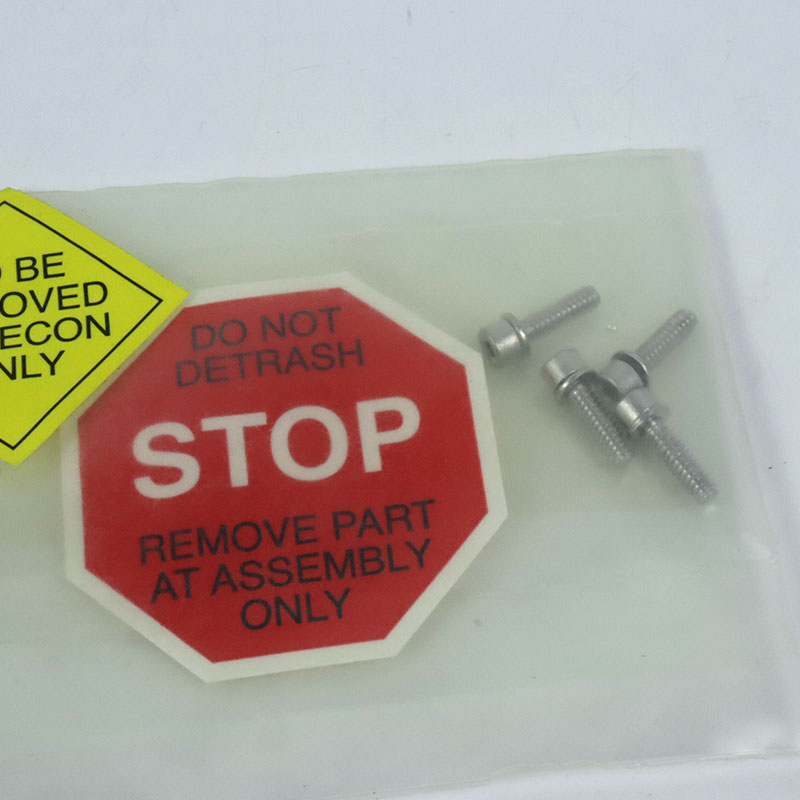 BE
OVED
ECON
NLY
DO NOT
DETRASH
STOP
REMOVE PART
AT ASSEMBLY
ONLY